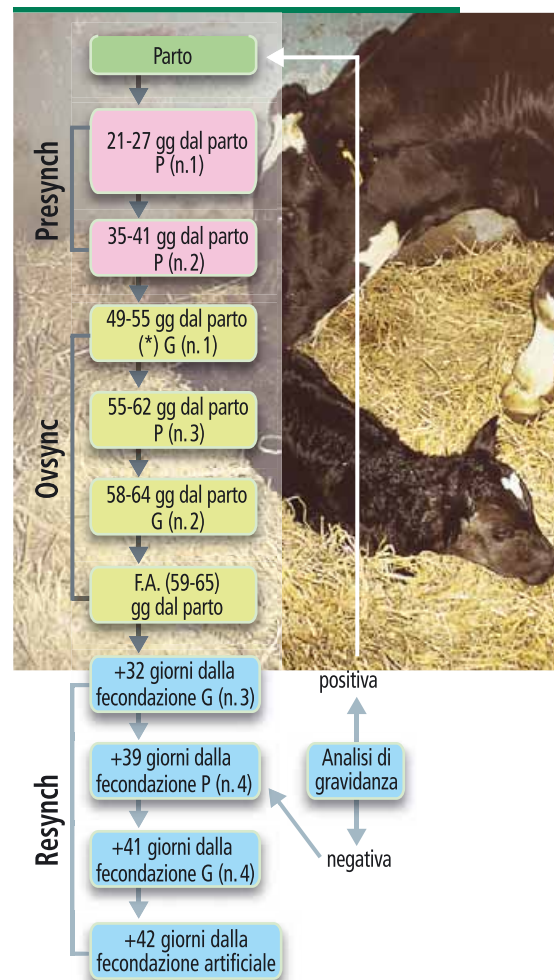 Parto
Presynch
21-27 gg dal parto
P (n.1)
35-41 gg dal parto
P (n.2)
Ovsync
49-55 gg dal parto
(*) G (n.1)
55-62 gg dal parto
P (n.3)
58-64 gg dal parto
G (n.2)
F.A. (59-65)
gg dal parto
Resynch
+32 giorni dalla
fecondazione G (n.3)
+39 giorni dalla
fecondazione P (n.4)
+41 giorni dalla
fecondazione G (n.4)
+42 giorni dalla
fecondazione artificiale
positiva
Analisi di
gravidanza
negativa